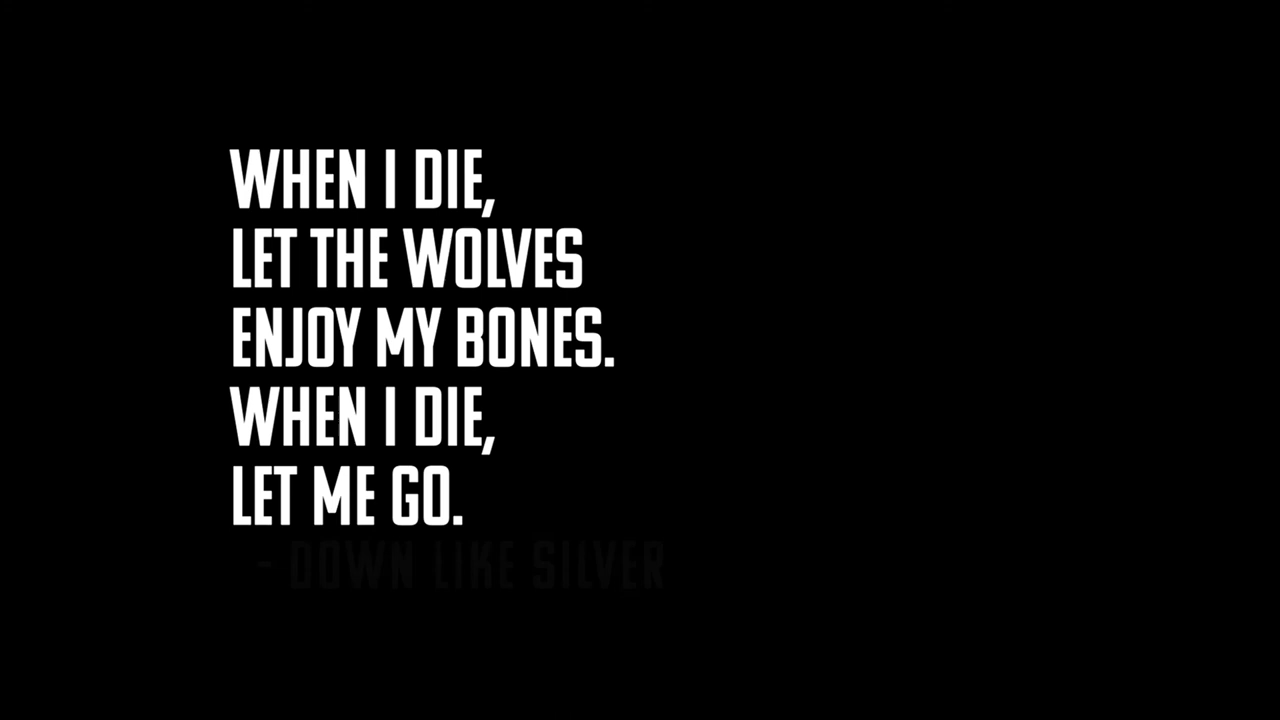 WHEN I DIE,
LET THE WOLVES
ENJOY MY BONES.
WHEN I DIE,
LET ME GO.
- DOWN LIKE SILVER